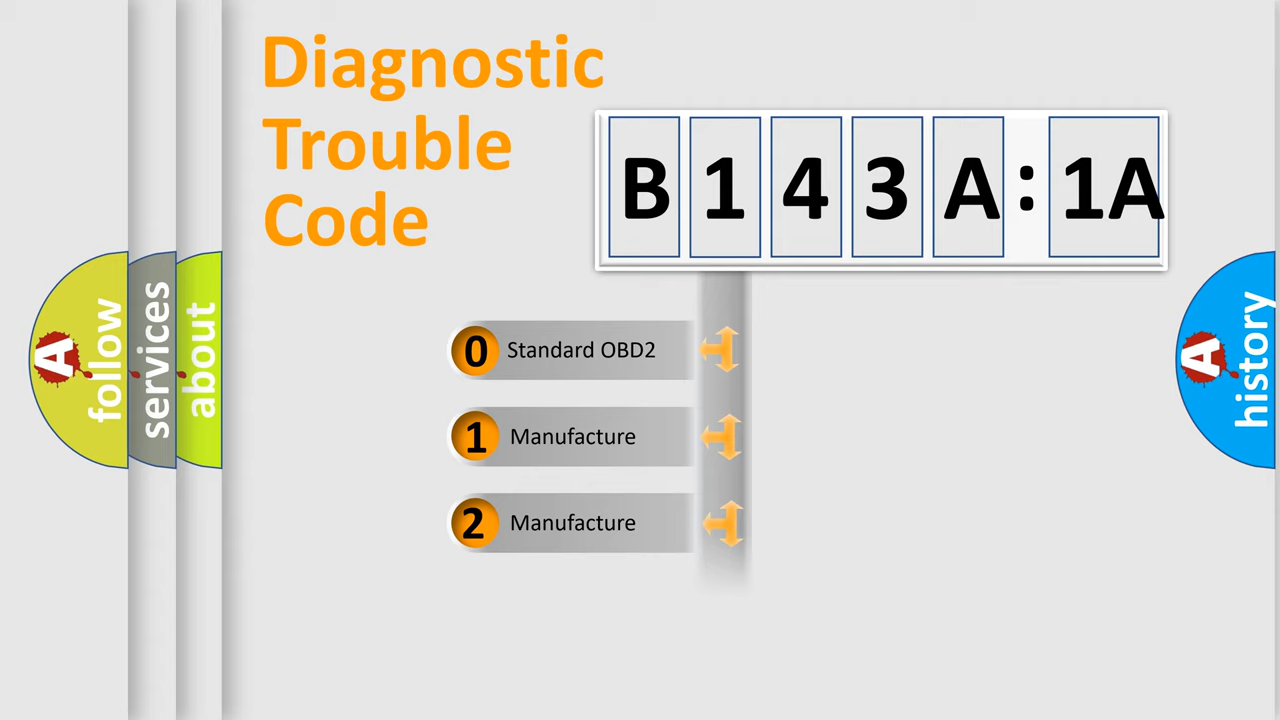 Diagnostic
Trouble
Code
B 1 4 3 A : 1A
0 Standard OBD2
1 Manufacture
2 Manufacture
A follow
services
about
A history